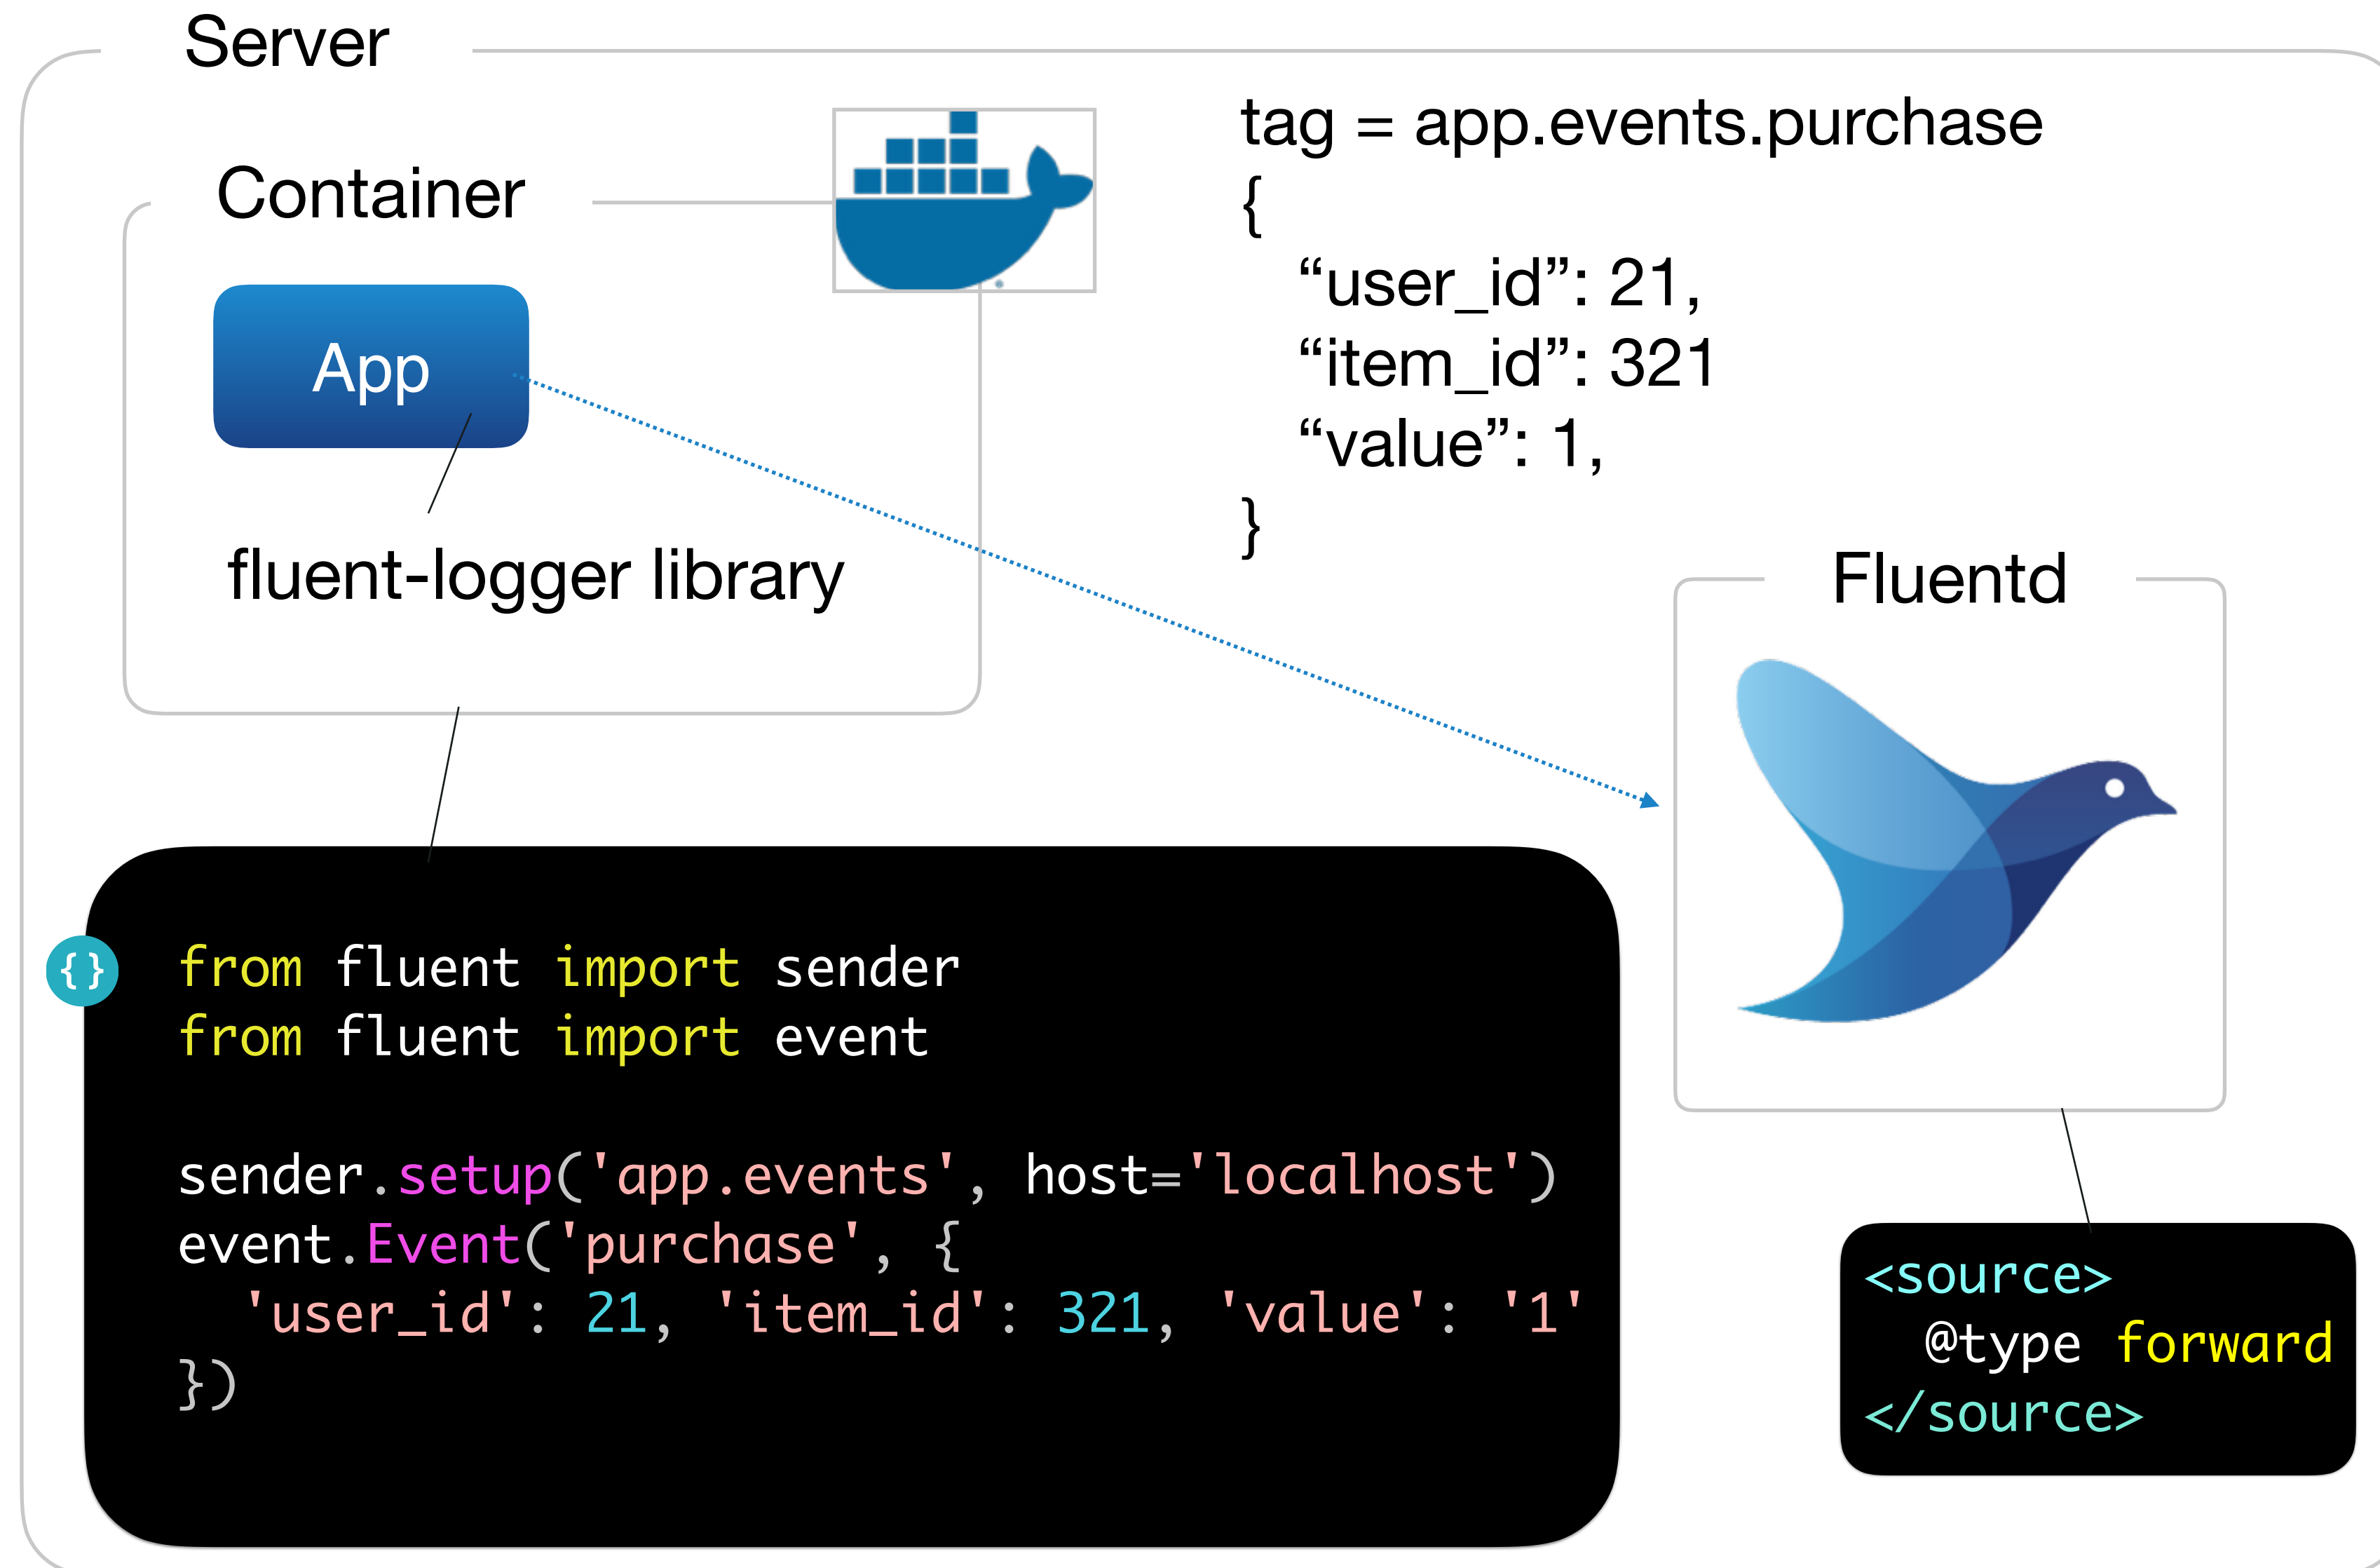 Server
Container
App
fluent-logger library
tag = app.events.purchase
{
“user_id”: 21,
“item_id”: 321
“value”: 1,
}
Fluentd
{}
from fluent import sender
from fluent import event
sender.setup('app.events', host='localhost')
event.Event('purchase', {
'user_id': 21, 'item_id': 321, 'value': '1'
})
<source>
@type forward
</source>